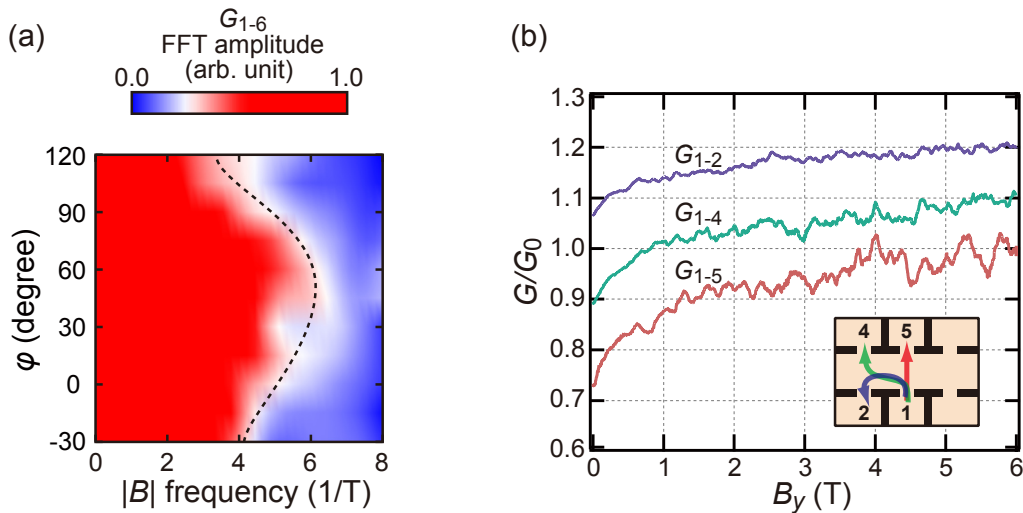 (a)
G1-6
FFT amplitude
(arb. unit)
0.0 1.0
120
90
60
30
0
-30
φ (degree)
0 2 4 6 8
|B| frequency (1/T)
(b)
1.3
1.2
1.1
1.0
0.9
0.8
0.7
0.6
G/G0
G1-2
G1-4
G1-5
4 5
2 1
0 1 2 3 4 5 6
By (T)